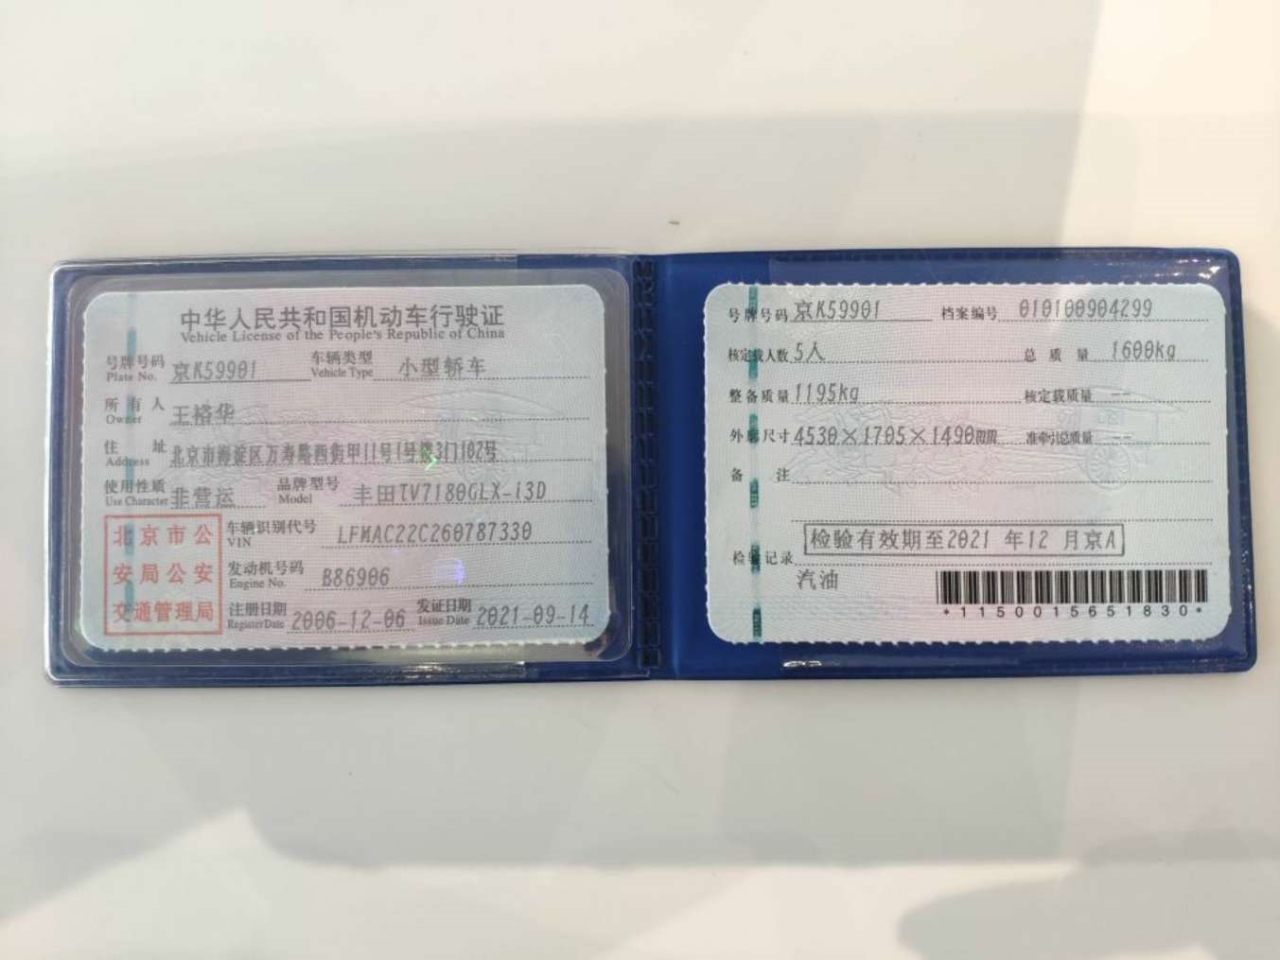 中华人民共和国机动车行驶证
Vehicle License of the People's Republic of China
号牌号码 京K59901 车辆类型 小型轿车
Plate No. Vehicle Type
所有人 王裕华
Owner
住址 北京市海淀区万寿路西街甲11号1号楼3门102号
Address
使用性质 非营运 品牌型号 丰田TV7180GLX-i3D
Use Character Model
北京市公安局公安交通管理局
车辆识别代号 LFMAC22C260787330
VIN
发动机号码 B86906
Engine No.
注册日期 2006-12-06 发证日期 2021-09-14
Register Date Issue Date
号牌号码 京K59901 档案编号 010100904299
核定载人数 5人 总质量 1600kg
整备质量 1195kg 核定载质量 --
外廓尺寸 4530×1705×1490mm 准牵引总质量 --
备注
检验记录 检验有效期至2021年12月京A
汽油
*1150015651830*